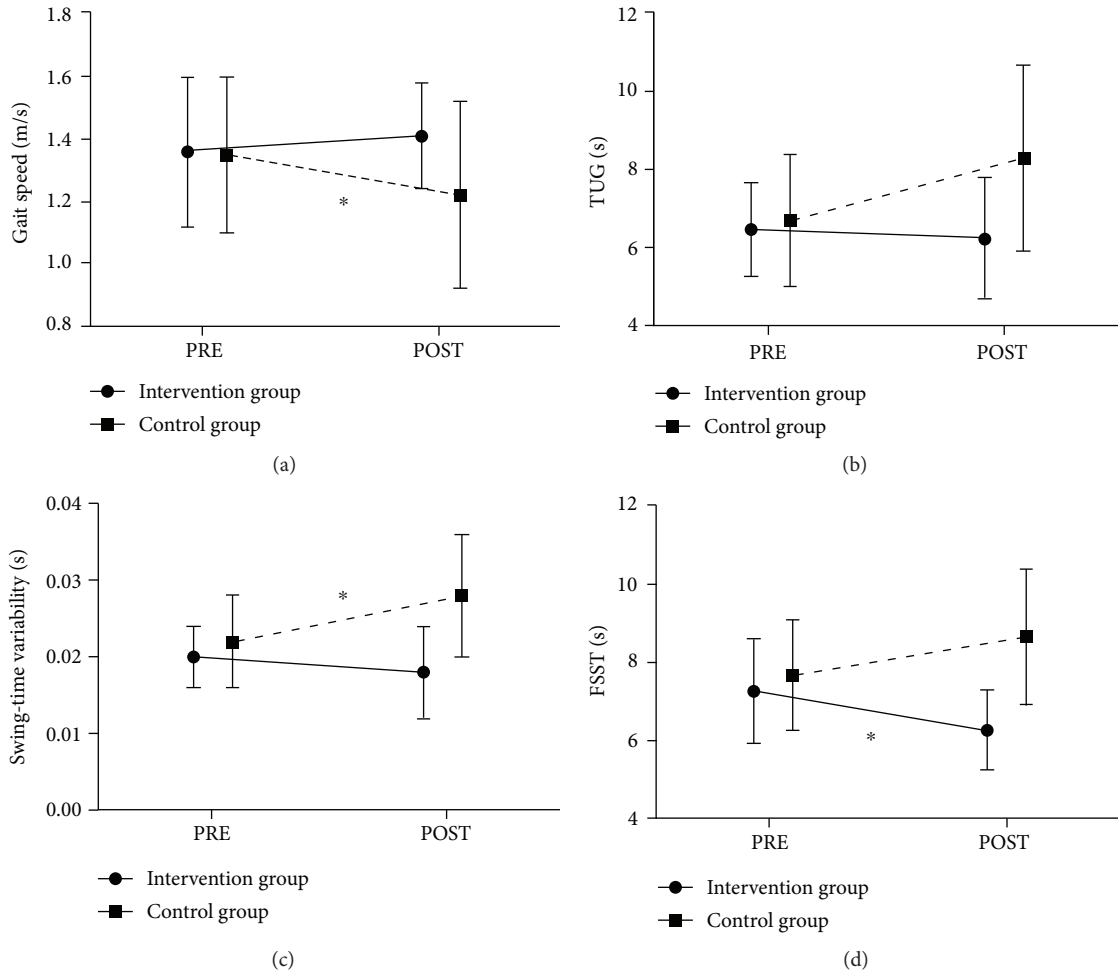 1.8
1.6
1.4
1.2
1.0
0.8
Gait speed (m/s)
*
PRE
POST
Intervention group
Control group
(a)
12
10
8
6
4
TUG (s)
PRE
POST
Intervention group
Control group
(b)
0.04
0.03
0.02
0.01
0.00
Swing-time variability (s)
*
PRE
POST
Intervention group
Control group
(c)
12
10
8
6
4
FSST (s)
*
PRE
POST
Intervention group
Control group
(d)